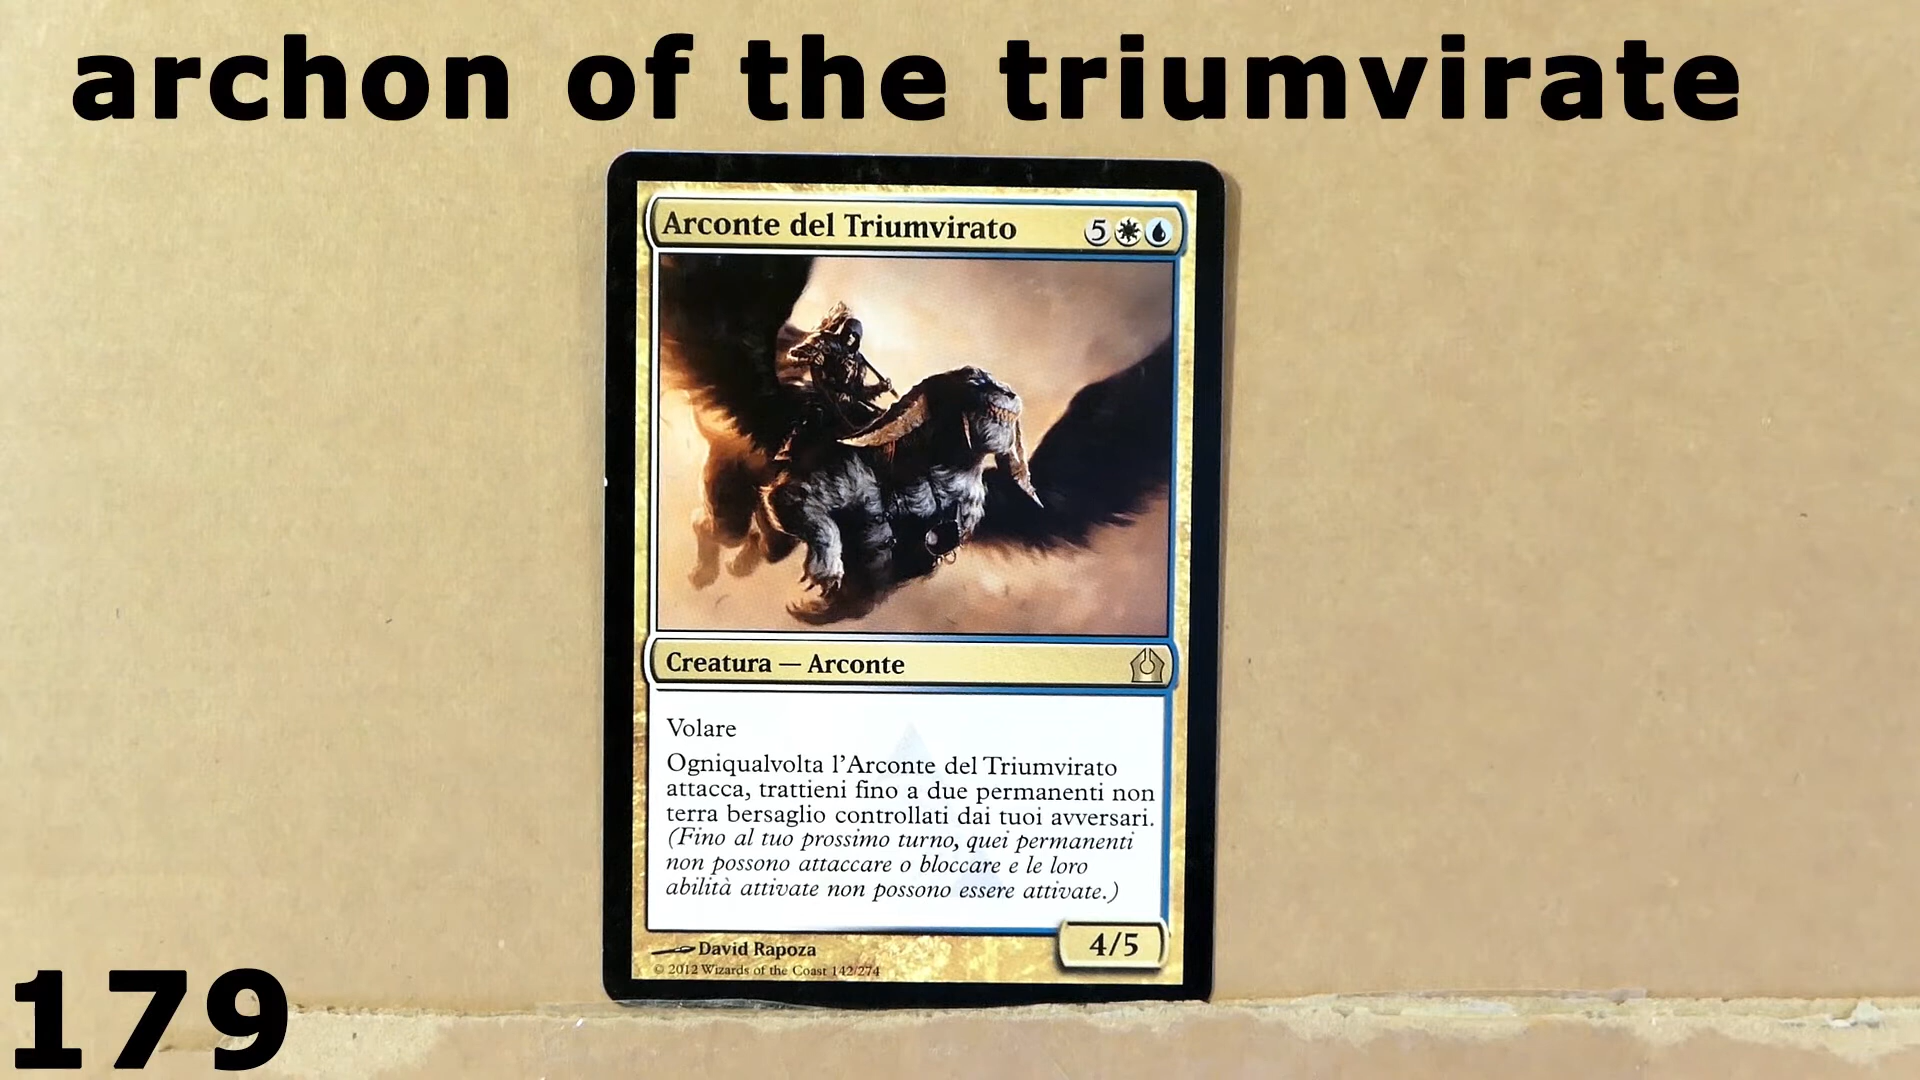 archon of the triumvirate
Arconte del Triumvirato 5
Creatura — Arconte
Volare
Ogniqualvolta l'Arconte del Triumvirato
attacca, trattieni fino a due permanenti non
terra bersaglio controllati dai tuoi avversari.
(Fino al tuo prossimo turno, quei permanenti
non possono attaccare o bloccare e le loro
abilità attivate non possono essere attivate.)
4/5
David Rapoza
© 2012 Wizards of the Coast 142/274
179